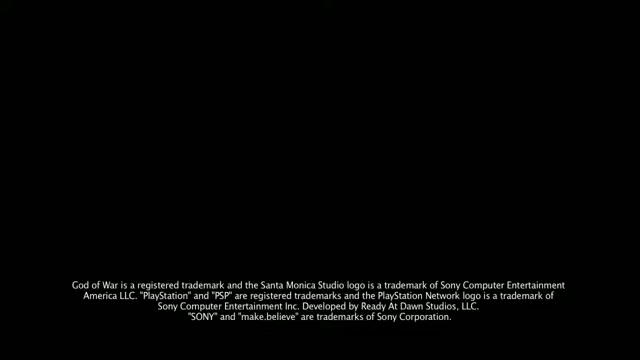 God of War is a registered trademark and the Santa Monica Studio logo is a trademark of Sony Computer Entertainment
America LLC. "PlayStation" and "PSP" are registered trademarks and the PlayStation Network logo is a trademark of
Sony Computer Entertainment Inc. Developed by Ready At Dawn Studios, LLC.
"SONY" and "make.believe" are trademarks of Sony Corporation.